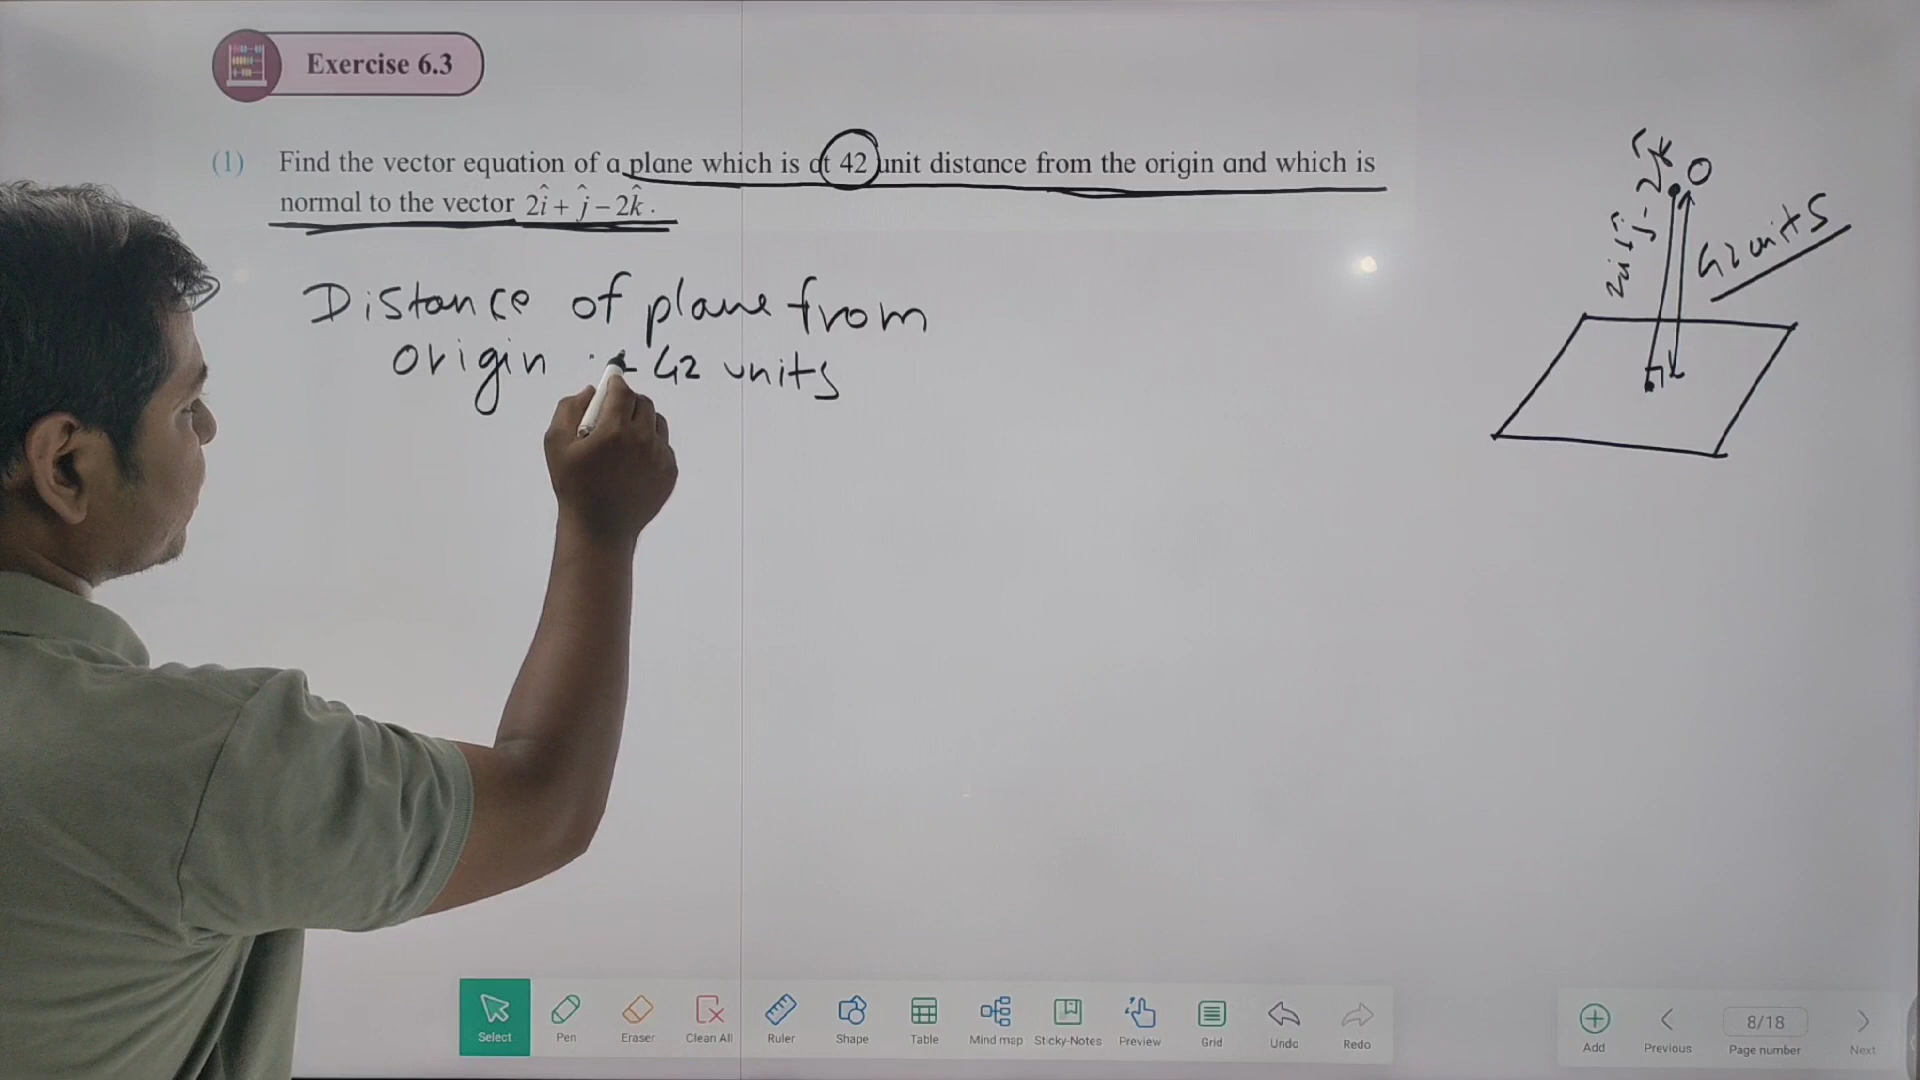 Exercise 6.3
(1) Find the vector equation of a plane which is at 42 unit distance from the origin and which is
normal to the vector 2î + ĵ – 2k̂ .
Distance of plane from
origin = 42 units
O
2î + ĵ - 2k̂
42 units
Select
Pen
Eraser
Clean All
Ruler
Shape
Table
Mind map
Sticky-Notes
Preview
Grid
Undo
Redo
Add
Previous
8/18
Page number
Next